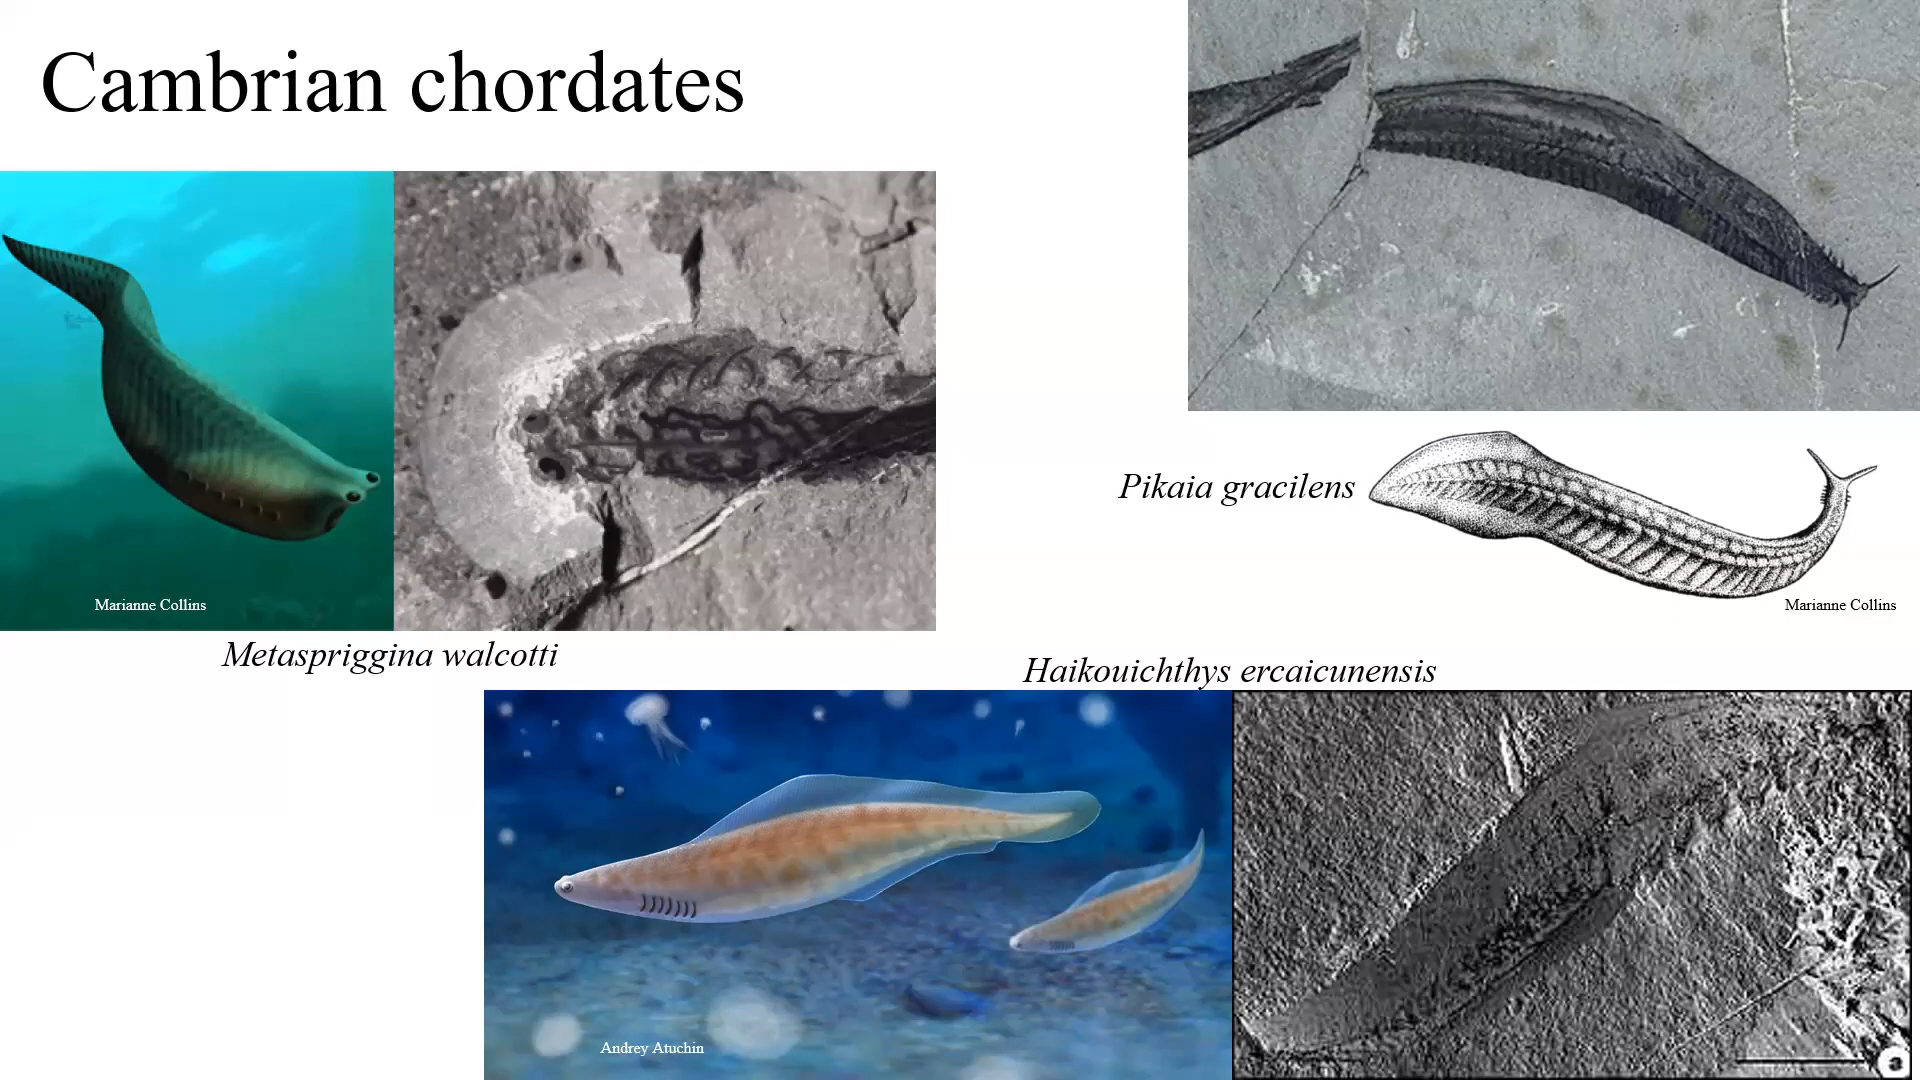 Cambrian chordates
Marianne Collins
Metaspriggina walcotti
Pikaia gracilens
Marianne Collins
Haikouichthys ercaicunensis
Andrey Atuchin
a